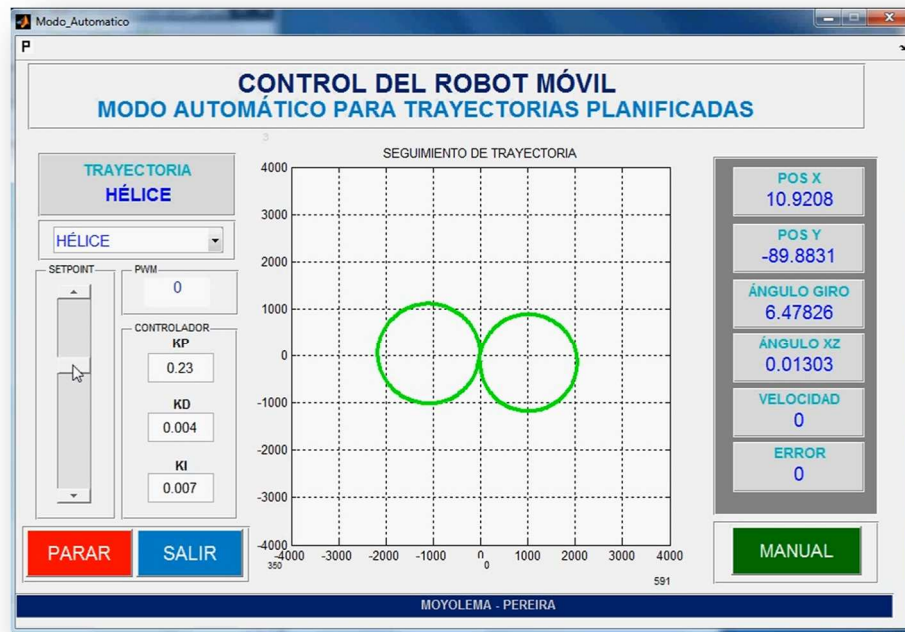 Modo_Automatico
P
CONTROL DEL ROBOT MÓVIL
MODO AUTOMÁTICO PARA TRAYECTORIAS PLANIFICADAS
3
TRAYECTORIA
HÉLICE
HÉLICE
SETPOINT
PWM
0
CONTROLADOR
KP
0.23
KD
0.004
KI
0.007
PARAR
SALIR
SEGUIMIENTO DE TRAYECTORIA
4000
3000
2000
1000
0
-1000
-2000
-3000
-4000
-4000 -3000 -2000 -1000 0 1000 2000 3000 4000
350 0
591
POS X
10.9208
POS Y
-89.8831
ÁNGULO GIRO
6.47826
ÁNGULO XZ
0.01303
VELOCIDAD
0
ERROR
0
MANUAL
MOYOLEMA - PEREIRA